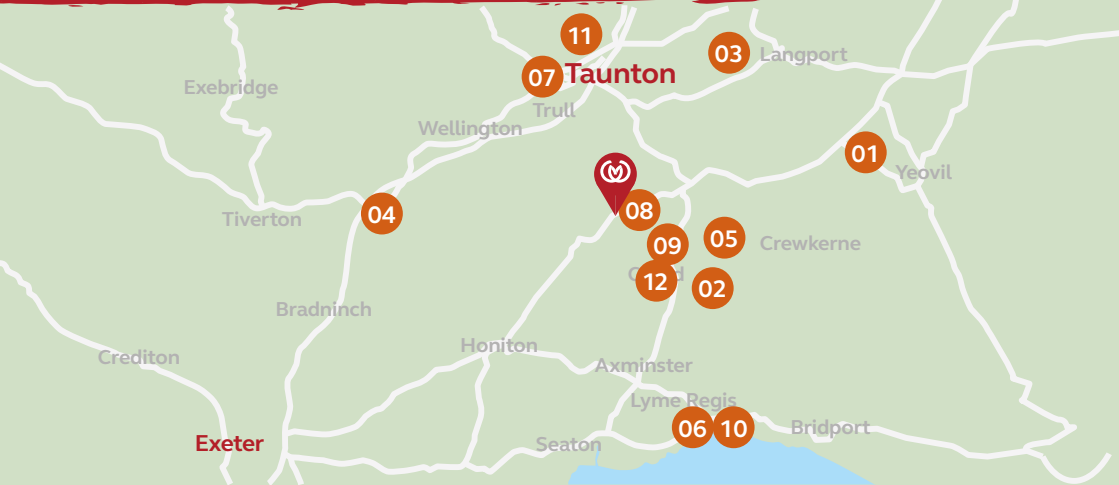 11
03
Langport
07
Taunton
Exebridge
Trull
Wellington
01
Yeovil
08
04
Tiverton
09
05
Crewkerne
12
02
Bradninch
Honiton
Crediton
Axminster
Lyme Regis
06
10
Bridport
Exeter
Seaton